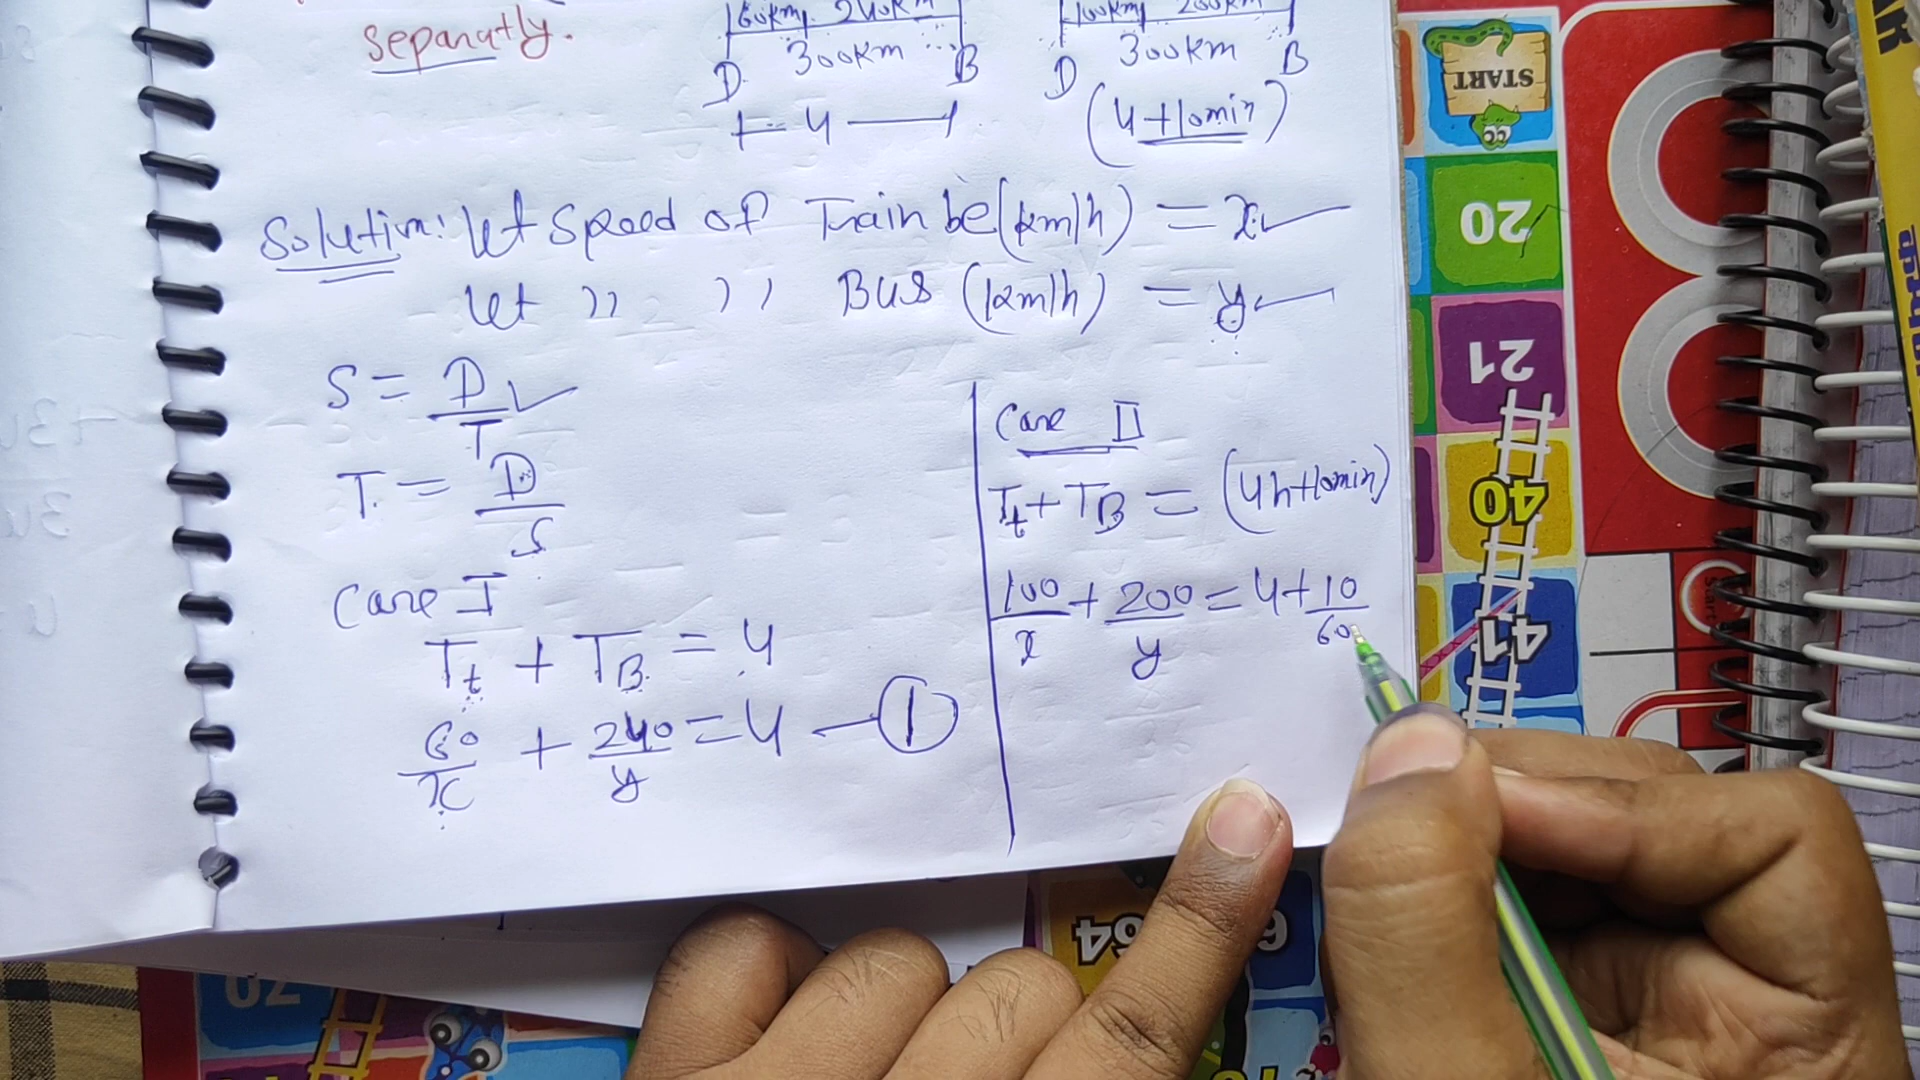 separatly.
60km 240km
300km
D B
4
100km 200km
300km
D B
(4+10min)
Solution: let speed of Train be (km/h) = x
let ,, ,, BUS (km/h) = y
S = D/T
T = D/S
Case I
Tt + TB = 4
60/x + 240/y = 4 — 1
Case II
Tt + TB = (4h+10min)
100/x + 200/y = 4 + 10/60
START
20
21
40
41
64
70